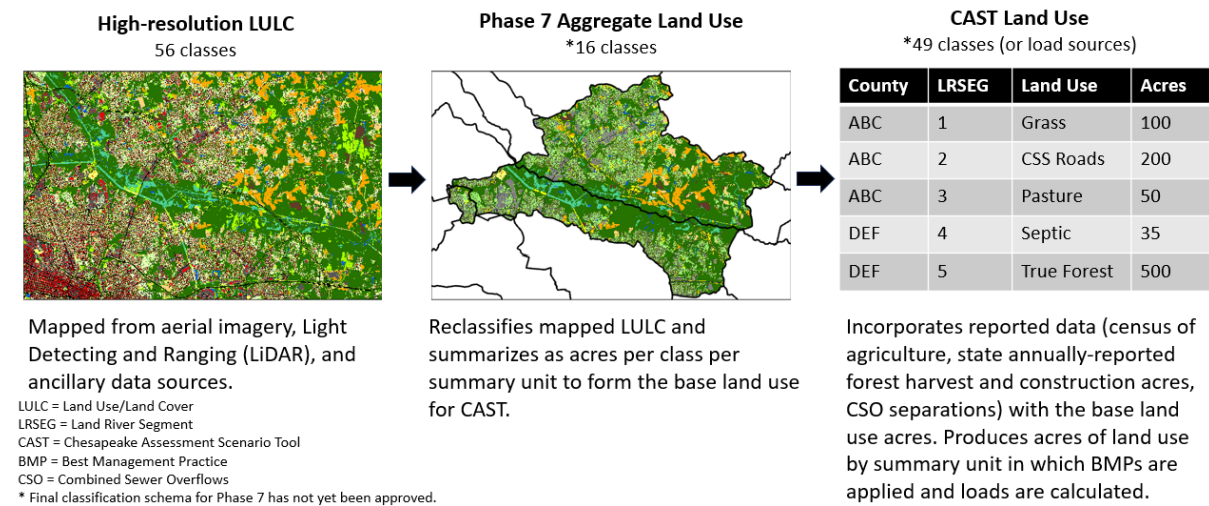 High-resolution LULC
56 classes
Phase 7 Aggregate Land Use
*16 classes
CAST Land Use
*49 classes (or load sources)
County LRSEG Land Use Acres
ABC 1 Grass 100
ABC 2 CSS Roads 200
ABC 3 Pasture 50
DEF 4 Septic 35
DEF 5 True Forest 500
Mapped from aerial imagery, Light
Detecting and Ranging (LiDAR), and
ancillary data sources.
LULC = Land Use/Land Cover
LRSEG = Land River Segment
CAST = Chesapeake Assessment Scenario Tool
BMP = Best Management Practice
CSO = Combined Sewer Overflows
* Final classification schema for Phase 7 has not yet been approved.
Reclassifies mapped LULC and
summarizes as acres per class per
summary unit to form the base land use
for CAST.
Incorporates reported data (census of
agriculture, state annually-reported
forest harvest and construction acres,
CSO separations) with the base land
use acres. Produces acres of land use
by summary unit in which BMPs are
applied and loads are calculated.